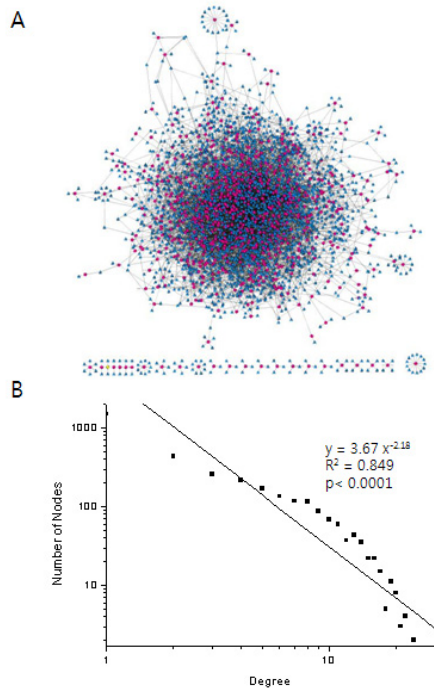 A
B
y = 3.67 x^-2.18
R² = 0.849
p< 0.0001
1000
100
10
Number of Nodes
1
10
Degree